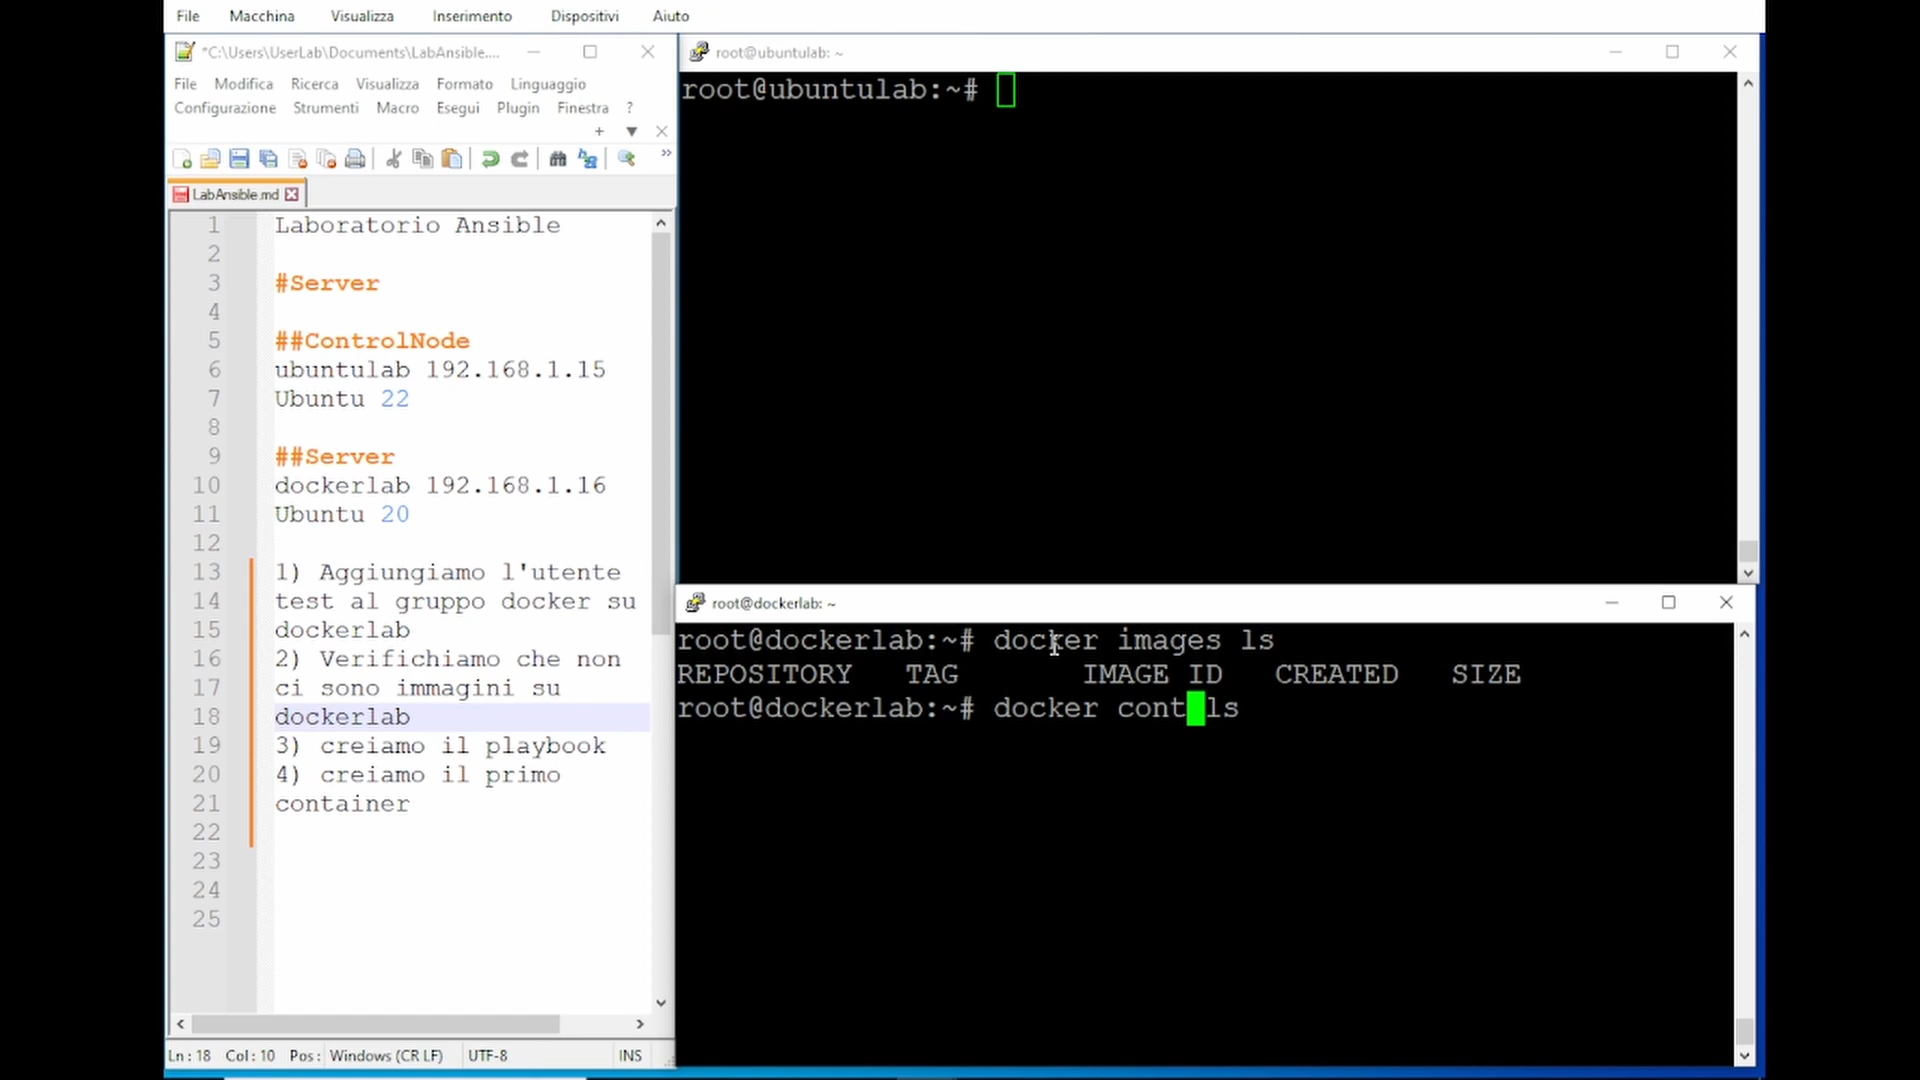 File Macchina Visualizza Inserimento Dispositivi Aiuto
*C:\Users\UserLab\Documents\LabAnsible....
File Modifica Ricerca Visualizza Formato Linguaggio
Configurazione Strumenti Macro Esegui Plugin Finestra ?
LabAnsible.md
1 Laboratorio Ansible
2
3 #Server
4
5 ##ControlNode
6 ubuntulab 192.168.1.15
7 Ubuntu 22
8
9 ##Server
10 dockerlab 192.168.1.16
11 Ubuntu 20
12
13 1) Aggiungiamo l'utente
14 test al gruppo docker su
15 dockerlab
16 2) Verifichiamo che non
17 ci sono immagini su
18 dockerlab
19 3) creiamo il playbook
20 4) creiamo il primo
21 container
22
23
24
25
Ln : 18 Col : 10 Pos : Windows (CR LF) UTF-8 INS
root@ubuntulab: ~
root@ubuntulab:~#
root@dockerlab: ~
root@dockerlab:~# docker images ls
REPOSITORY TAG IMAGE ID CREATED SIZE
root@dockerlab:~# docker cont ls